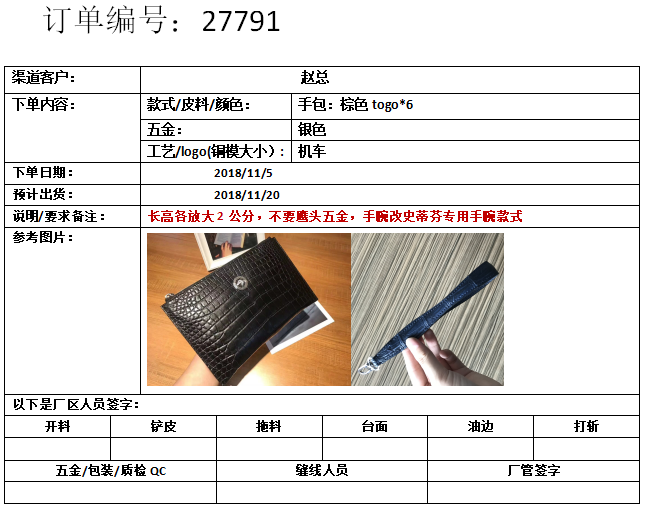 订单编号：27791
渠道客户： 赵总
下单内容： 款式/皮料/颜色： 手包：棕色 togo*6
五金： 银色
工艺/logo(铜模大小）： 机车
下单日期： 2018/11/5
预计出货： 2018/11/20
说明/要求备注： 长高各放大 2 公分，不要鹰头五金，手腕改史蒂芬专用手腕款式
参考图片：
以下是厂区人员签字：
开料 铲皮 拖料 台面 油边 打斩
五金/包装/质检 QC 缝线人员 厂管签字